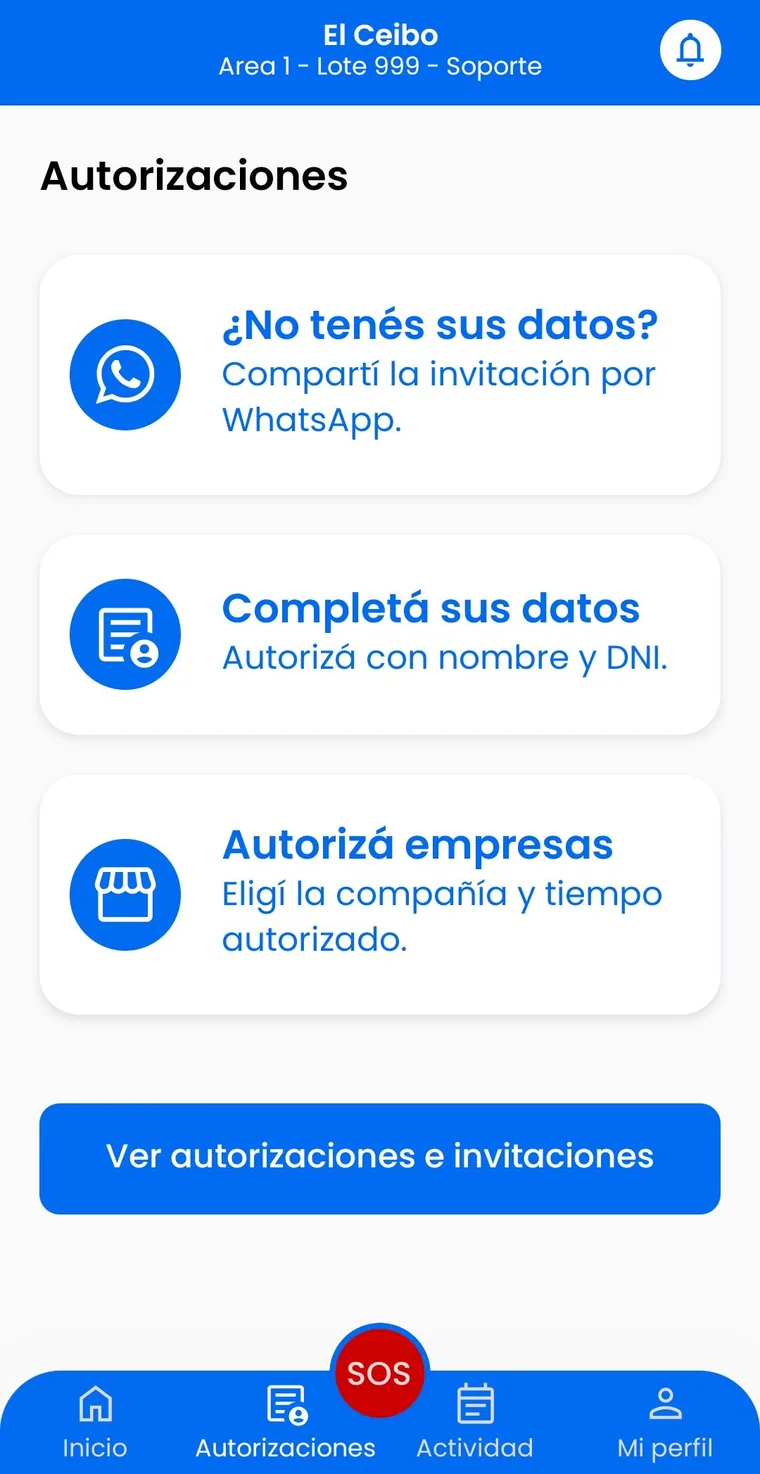 El Ceibo
Area 1 - Lote 999 - Soporte
Autorizaciones
¿No tenés sus datos?
Compartí la invitación por
WhatsApp.
Completá sus datos
Autorizá con nombre y DNI.
Autorizá empresas
Eligí la compañía y tiempo
autorizado.
Ver autorizaciones e invitaciones
SOS
Inicio
Autorizaciones
Actividad
Mi perfil